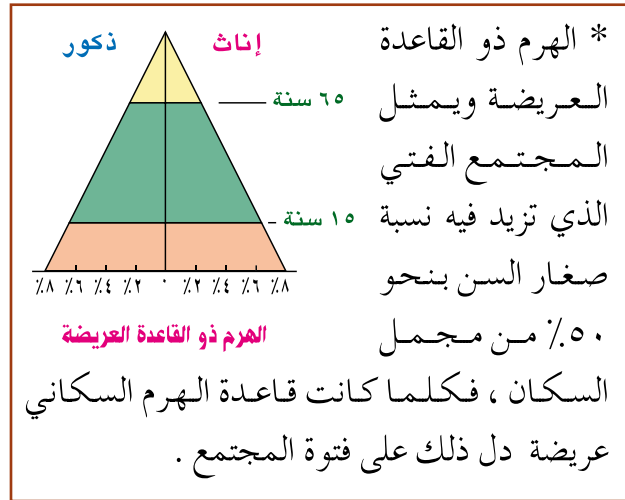 * الهرم ذو القاعدة
العريضة ويمثل
المجتمع الفتي
الذي تزيد فيه نسبة
صغار السن بنحو
٥٠٪ من مجمل
السكان ، فكلما كانت قاعدة الهرم السكاني
عريضة دل ذلك على فتوة المجتمع .
إناث
ذكور
٦٥ سنة
١٥ سنة
٨٪ ٦٪ ٤٪ ٢٪ ٠ ٢٪ ٤٪ ٦٪ ٨٪
الهرم ذو القاعدة العريضة